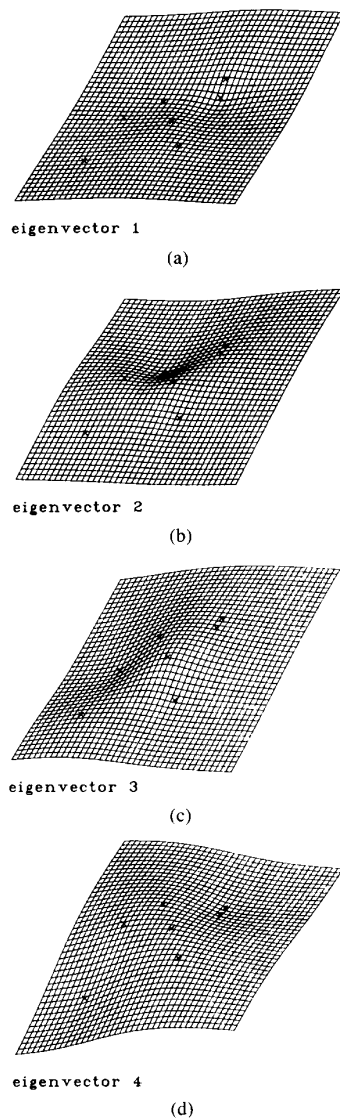 eigenvector 1
(a)
eigenvector 2
(b)
eigenvector 3
(c)
eigenvector 4
(d)